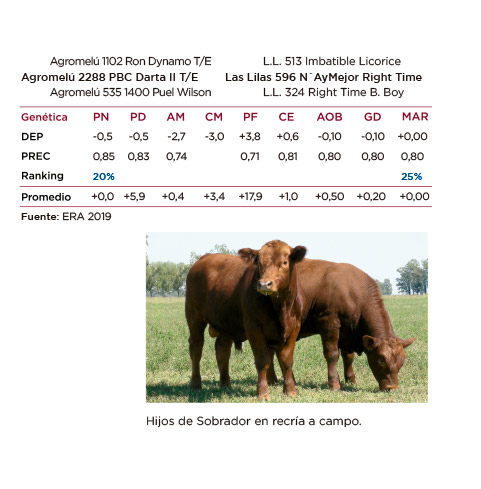 Agromelú 1102 Ron Dynamo T/E L.L. 513 Imbatible Licorice
Agromelú 2288 PBC Darta II T/E Las Lilas 596 N´AyMejor Right Time
Agromelú 535 1400 Puel Wilson L.L. 324 Right Time B. Boy
Genética PN PD AM CM PF CE AOB GD MAR
DEP -0,5 -0,5 -2,7 -3,0 +3,8 +0,6 -0,10 -0,10 +0,00
PREC 0,85 0,83 0,74 0,71 0,81 0,80 0,80 0,80
Ranking 20% 25%
Promedio +0,0 +5,9 +0,4 +3,4 +17,9 +1,0 +0,50 +0,20 +0,00
Fuente: ERA 2019
Hijos de Sobrador en recría a campo.